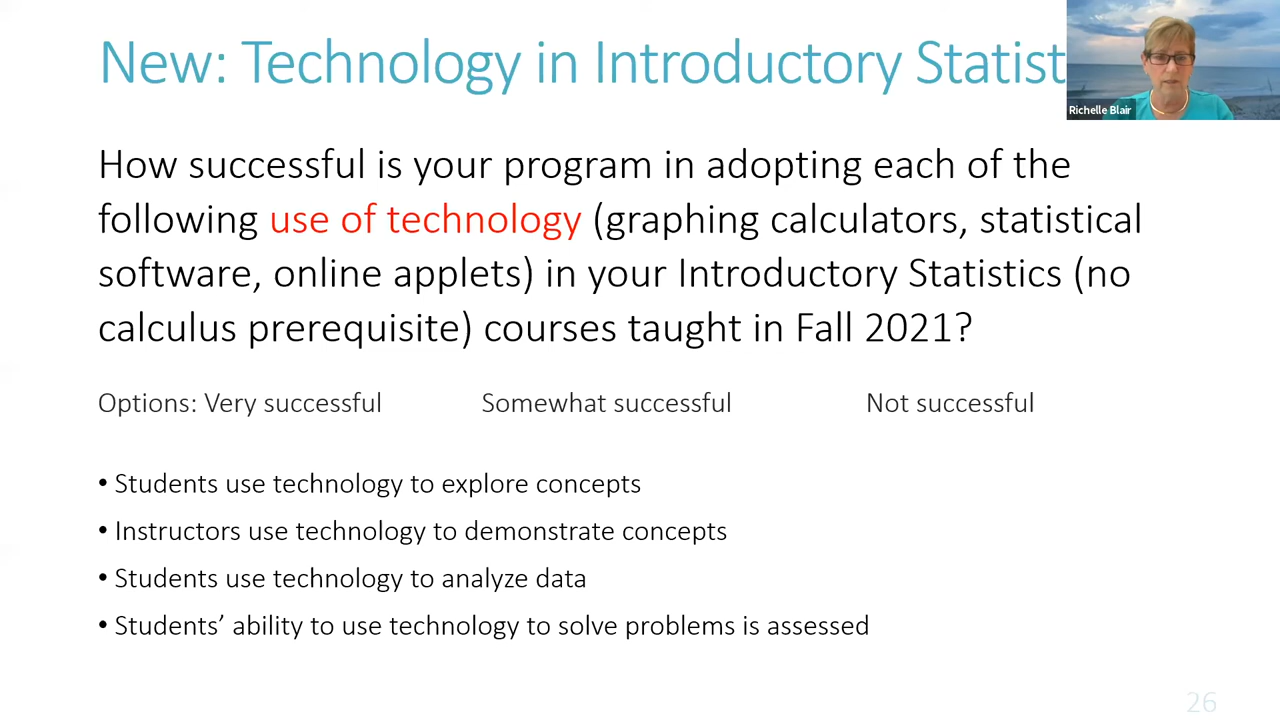 New: Technology in Introductory Statist
Richelle Blair
How successful is your program in adopting each of the
following use of technology (graphing calculators, statistical
software, online applets) in your Introductory Statistics (no
calculus prerequisite) courses taught in Fall 2021?
Options: Very successful Somewhat successful Not successful
• Students use technology to explore concepts
• Instructors use technology to demonstrate concepts
• Students use technology to analyze data
• Students’ ability to use technology to solve problems is assessed
26